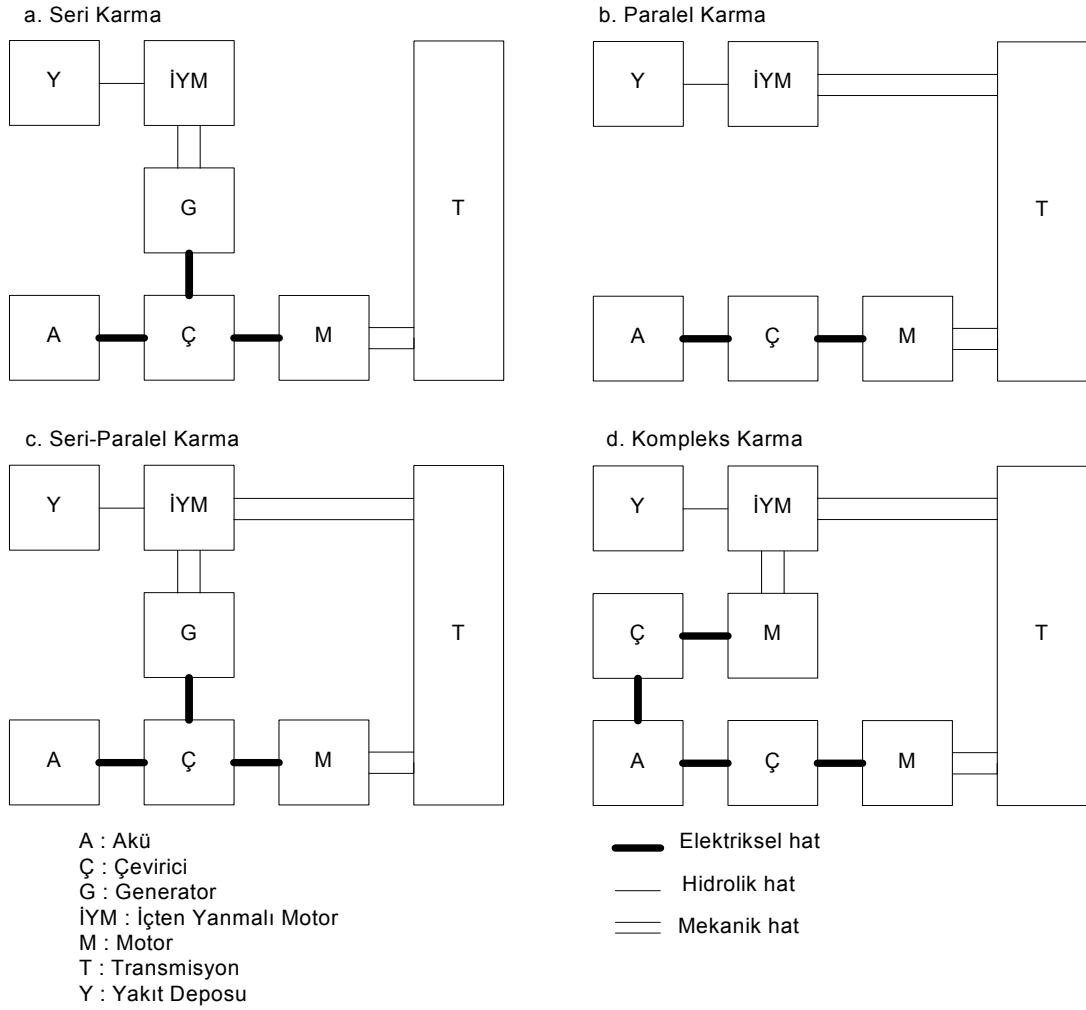 a. Seri Karma
Y
İYM
G
A
Ç
M
T
b. Paralel Karma
Y
İYM
A
Ç
M
T
c. Seri-Paralel Karma
Y
İYM
G
A
Ç
M
T
d. Kompleks Karma
Y
İYM
Ç
M
A
Ç
M
T
A : Akü
Ç : Çevirici
G : Generator
İYM : İçten Yanmalı Motor
M : Motor
T : Transmisyon
Y : Yakıt Deposu
Elektriksel hat
Hidrolik hat
Mekanik hat